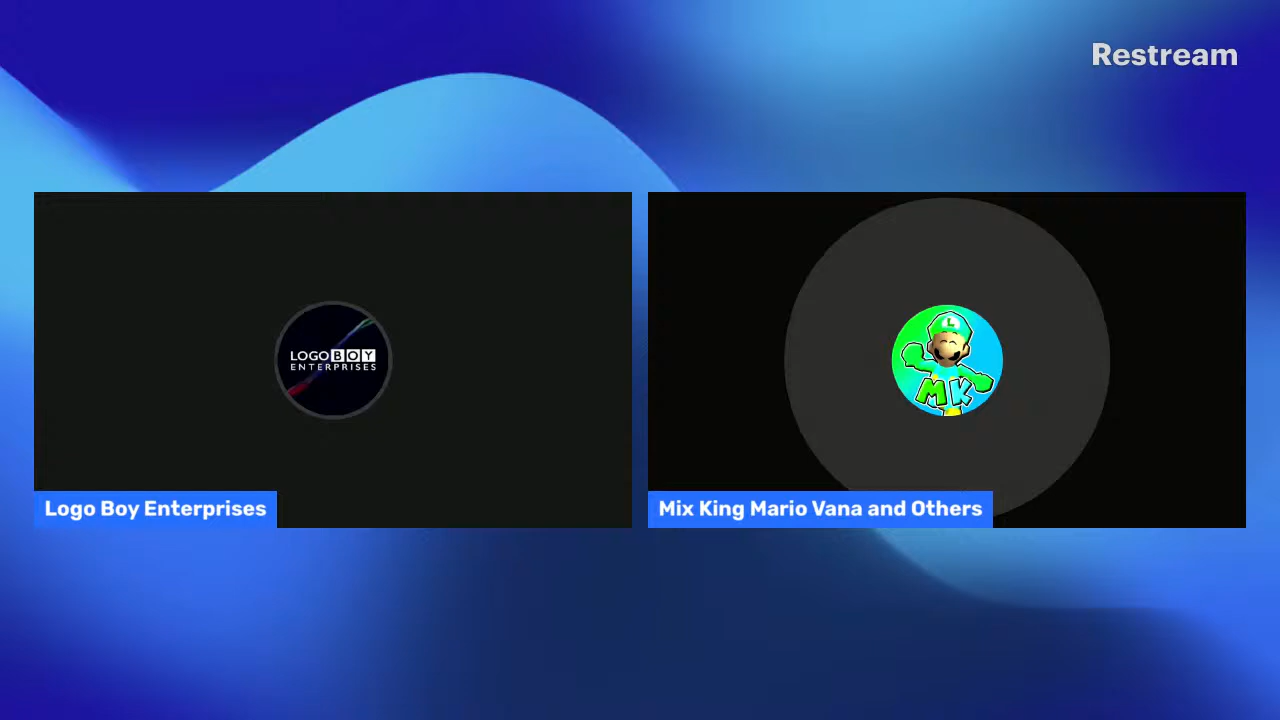 Restream
LOGO BOY
ENTERPRISES
L
MK
Logo Boy Enterprises
Mix King Mario Vana and Others